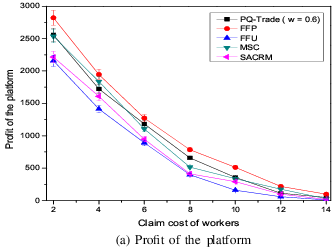 3000
2500
2000
1500
1000
500
0
Profit of the platform
PQ-Trade ( w = 0.6)
FFP
FFU
MSC
SACRM
2 4 6 8 10 12 14
Claim cost of workers
(a) Profit of the platform